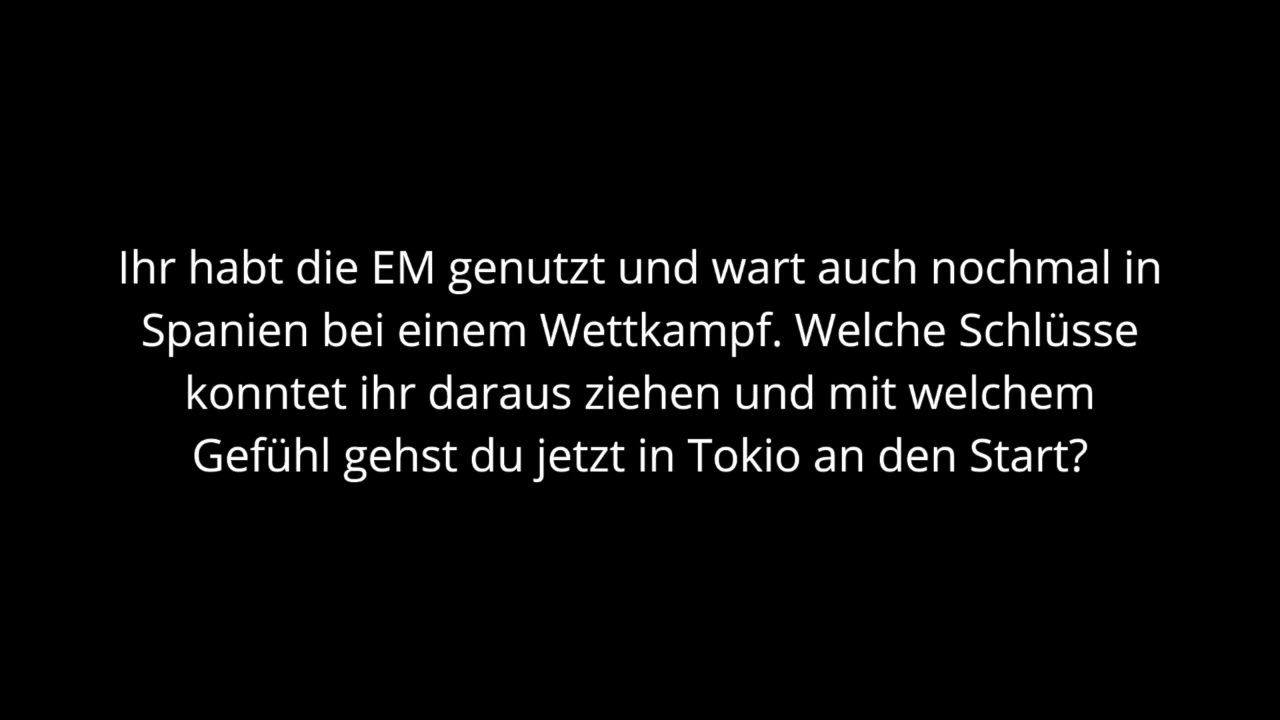 Ihr habt die EM genutzt und wart auch nochmal in
Spanien bei einem Wettkampf. Welche Schlüsse
konntet ihr daraus ziehen und mit welchem
Gefühl gehst du jetzt in Tokio an den Start?